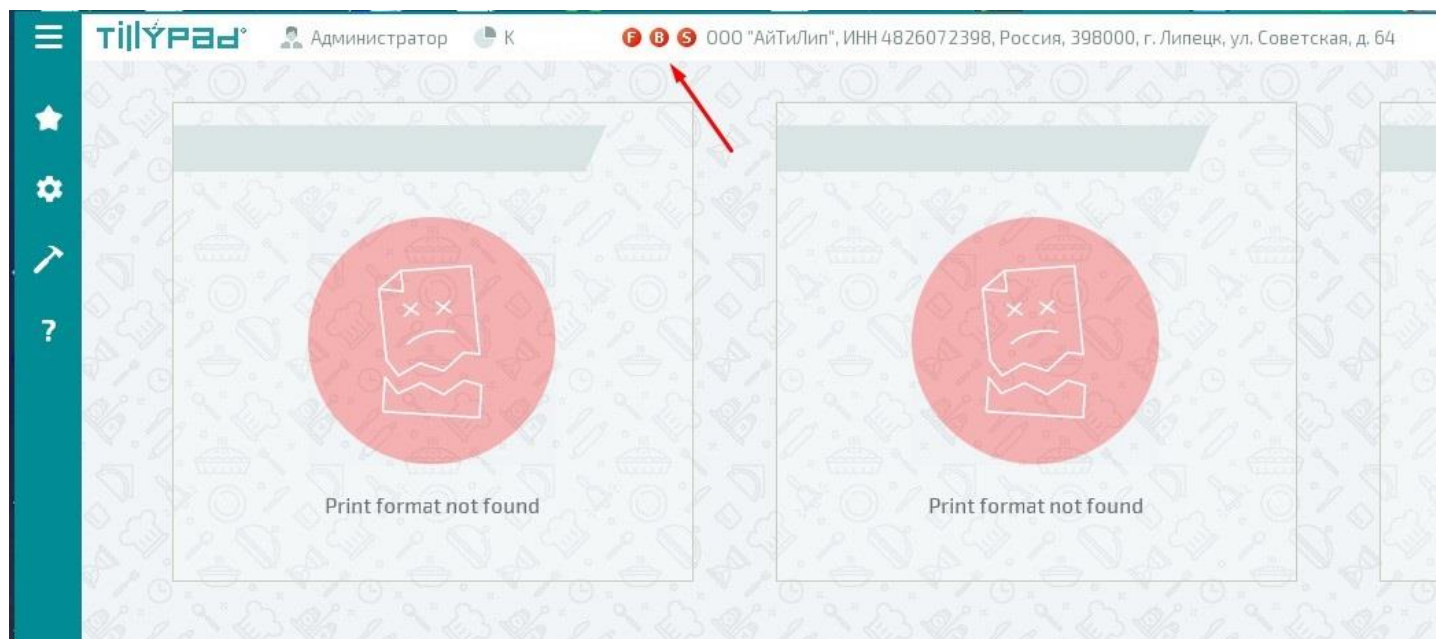 TillyPad
Администратор
К
F B S ООО "АйТиЛип", ИНН 4826072398, Россия, 398000, г. Липецк, ул. Советская, д. 64
?
Print format not found
Print format not found